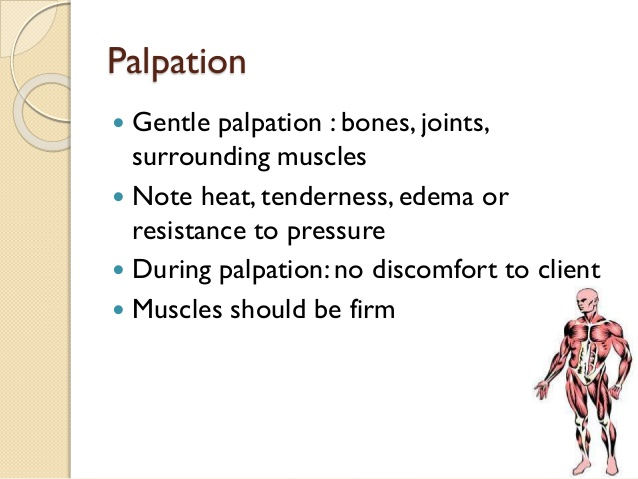 Palpation
• Gentle palpation : bones, joints,
surrounding muscles
• Note heat, tenderness, edema or
resistance to pressure
• During palpation: no discomfort to client
• Muscles should be firm